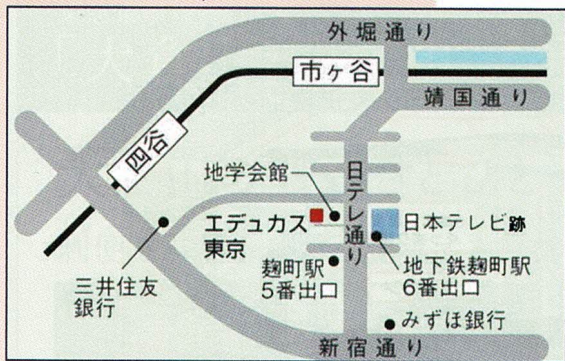 外堀通り
市ヶ谷
靖国通り
四谷
地学会館
日テレ通り
エデュカス
東京
日本テレビ跡
麹町駅
5番出口
地下鉄麹町駅
6番出口
三井住友
銀行
みずほ銀行
新宿通り